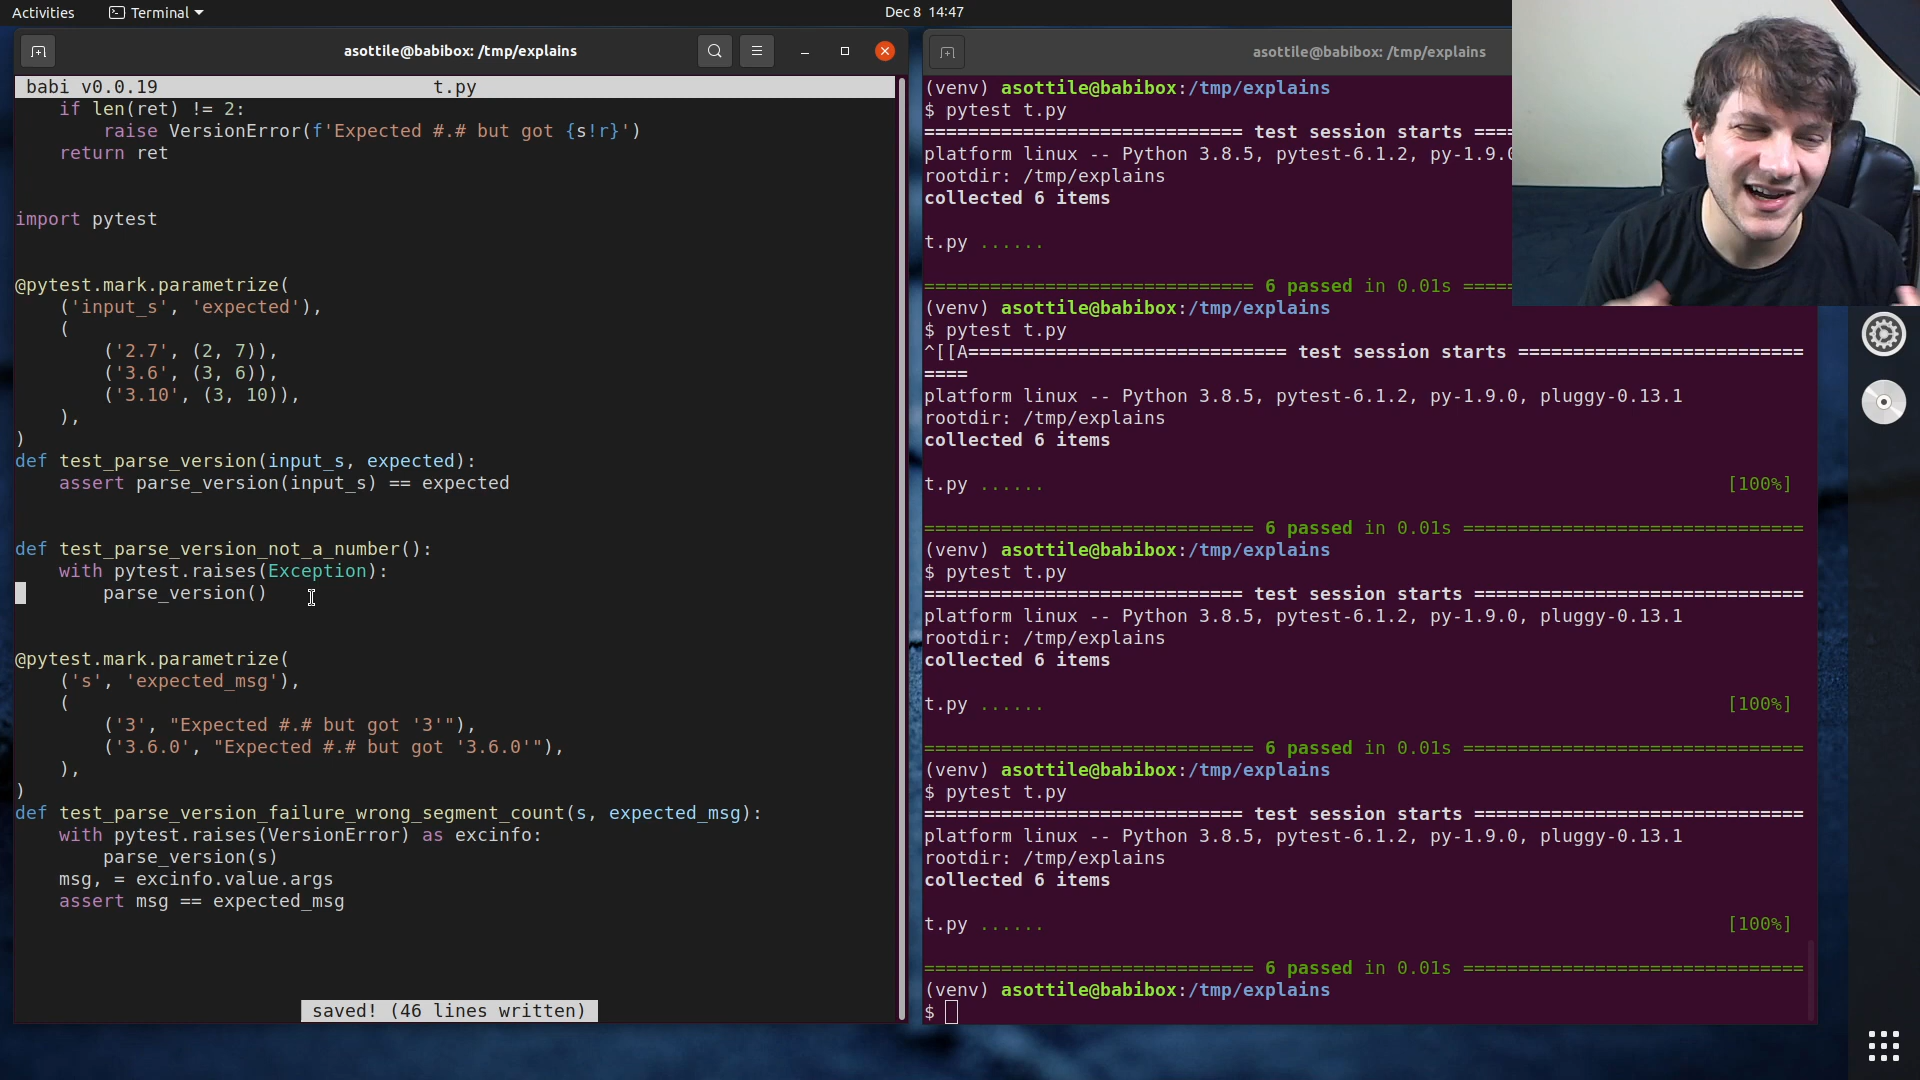 Activities
Terminal
Dec 8 14:47
asottile@babibox: /tmp/explains
babi v0.0.19 t.py
    if len(ret) != 2:
        raise VersionError(f'Expected #.# but got {s!r}')
    return ret
import pytest
@pytest.mark.parametrize(
    ('input_s', 'expected'),
    (
        ('2.7', (2, 7)),
        ('3.6', (3, 6)),
        ('3.10', (3, 10)),
    ),
)
def test_parse_version(input_s, expected):
    assert parse_version(input_s) == expected
def test_parse_version_not_a_number():
    with pytest.raises(Exception):
        parse_version()
@pytest.mark.parametrize(
    ('s', 'expected_msg'),
    (
        ('3', "Expected #.# but got '3'"),
        ('3.6.0', "Expected #.# but got '3.6.0'"),
    ),
)
def test_parse_version_failure_wrong_segment_count(s, expected_msg):
    with pytest.raises(VersionError) as excinfo:
        parse_version(s)
    msg, = excinfo.value.args
    assert msg == expected_msg
saved! (46 lines written)
asottile@babibox: /tmp/explains
(venv) asottile@babibox:/tmp/explains
$ pytest t.py
============================= test session starts ====
platform linux -- Python 3.8.5, pytest-6.1.2, py-1.9.0
rootdir: /tmp/explains
collected 6 items
t.py ......
============================== 6 passed in 0.01s =====
(venv) asottile@babibox:/tmp/explains
$ pytest t.py
^[[A============================= test session starts ==========================
====
platform linux -- Python 3.8.5, pytest-6.1.2, py-1.9.0, pluggy-0.13.1
rootdir: /tmp/explains
collected 6 items
t.py ...... [100%]
============================== 6 passed in 0.01s ===============================
(venv) asottile@babibox:/tmp/explains
$ pytest t.py
============================= test session starts ==============================
platform linux -- Python 3.8.5, pytest-6.1.2, py-1.9.0, pluggy-0.13.1
rootdir: /tmp/explains
collected 6 items
t.py ...... [100%]
============================== 6 passed in 0.01s ===============================
(venv) asottile@babibox:/tmp/explains
$ pytest t.py
============================= test session starts ==============================
platform linux -- Python 3.8.5, pytest-6.1.2, py-1.9.0, pluggy-0.13.1
rootdir: /tmp/explains
collected 6 items
t.py ...... [100%]
============================== 6 passed in 0.01s ===============================
(venv) asottile@babibox:/tmp/explains
$